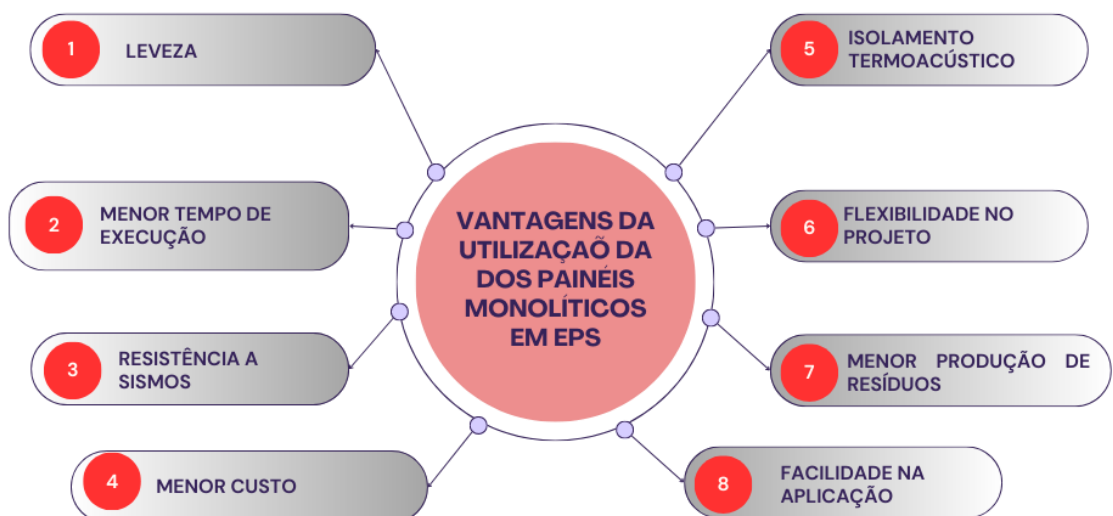 1
LEVEZA
2
MENOR TEMPO DE
EXECUÇÃO
3
RESISTÊNCIA A
SISMOS
4
MENOR CUSTO
VANTAGENS DA
UTILIZAÇAÕ DA
DOS PAINÉIS
MONOLÍTICOS
EM EPS
5
ISOLAMENTO
TERMOACÚSTICO
6
FLEXIBILIDADE NO
PROJETO
7
MENOR PRODUÇÃO DE
RESÍDUOS
8
FACILIDADE NA
APLICAÇÃO